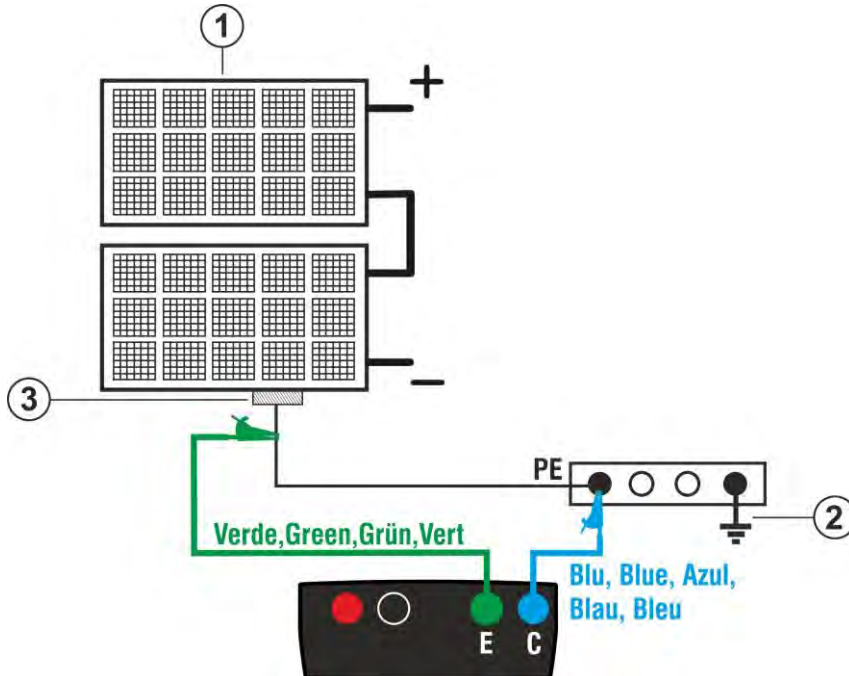 1
+
−
3
PE
2
Verde,Green,Grün,Vert
Blu, Blue, Azul,
Blau, Bleu
E C